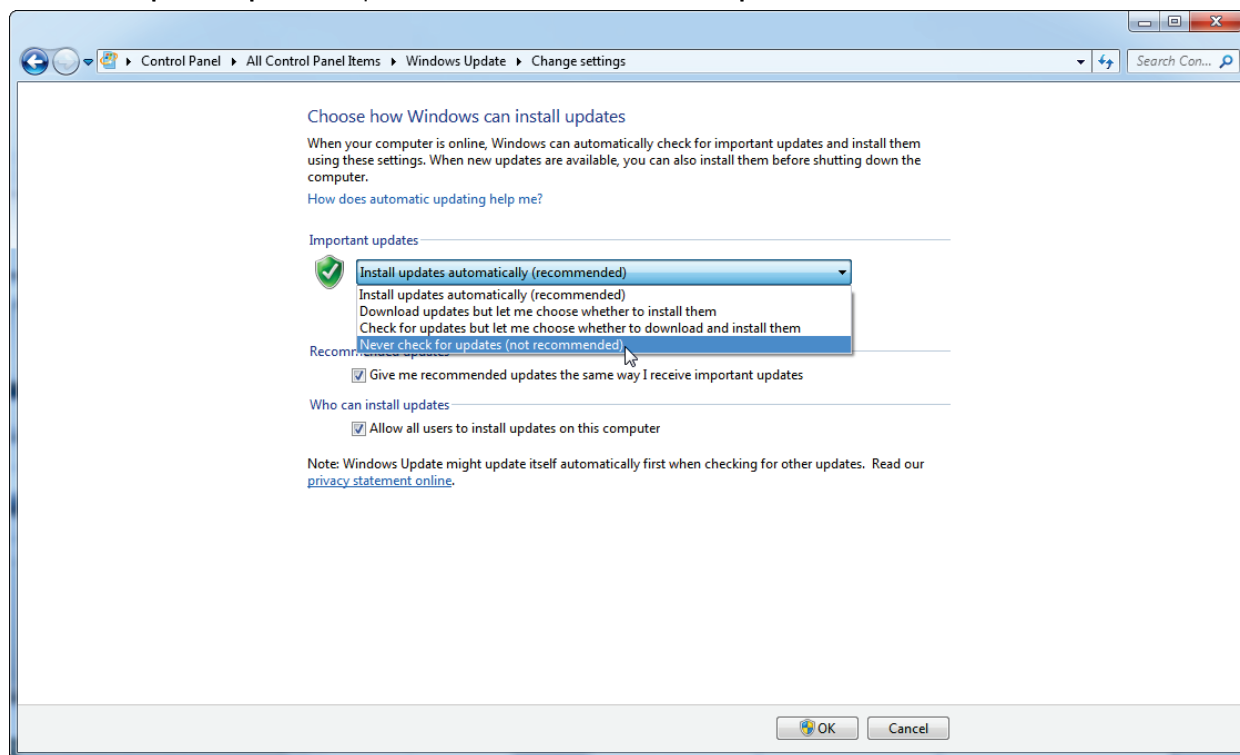 Control Panel ▸ All Control Panel Items ▸ Windows Update ▸ Change settings
Search Con...
Choose how Windows can install updates
When your computer is online, Windows can automatically check for important updates and install them
using these settings. When new updates are available, you can also install them before shutting down the
computer.
How does automatic updating help me?
Important updates
Install updates automatically (recommended)
Install updates automatically (recommended)
Download updates but let me choose whether to install them
Check for updates but let me choose whether to download and install them
Never check for updates (not recommended)
Recommended updates
Give me recommended updates the same way I receive important updates
Who can install updates
Allow all users to install updates on this computer
Note: Windows Update might update itself automatically first when checking for other updates. Read our
privacy statement online.
OK
Cancel